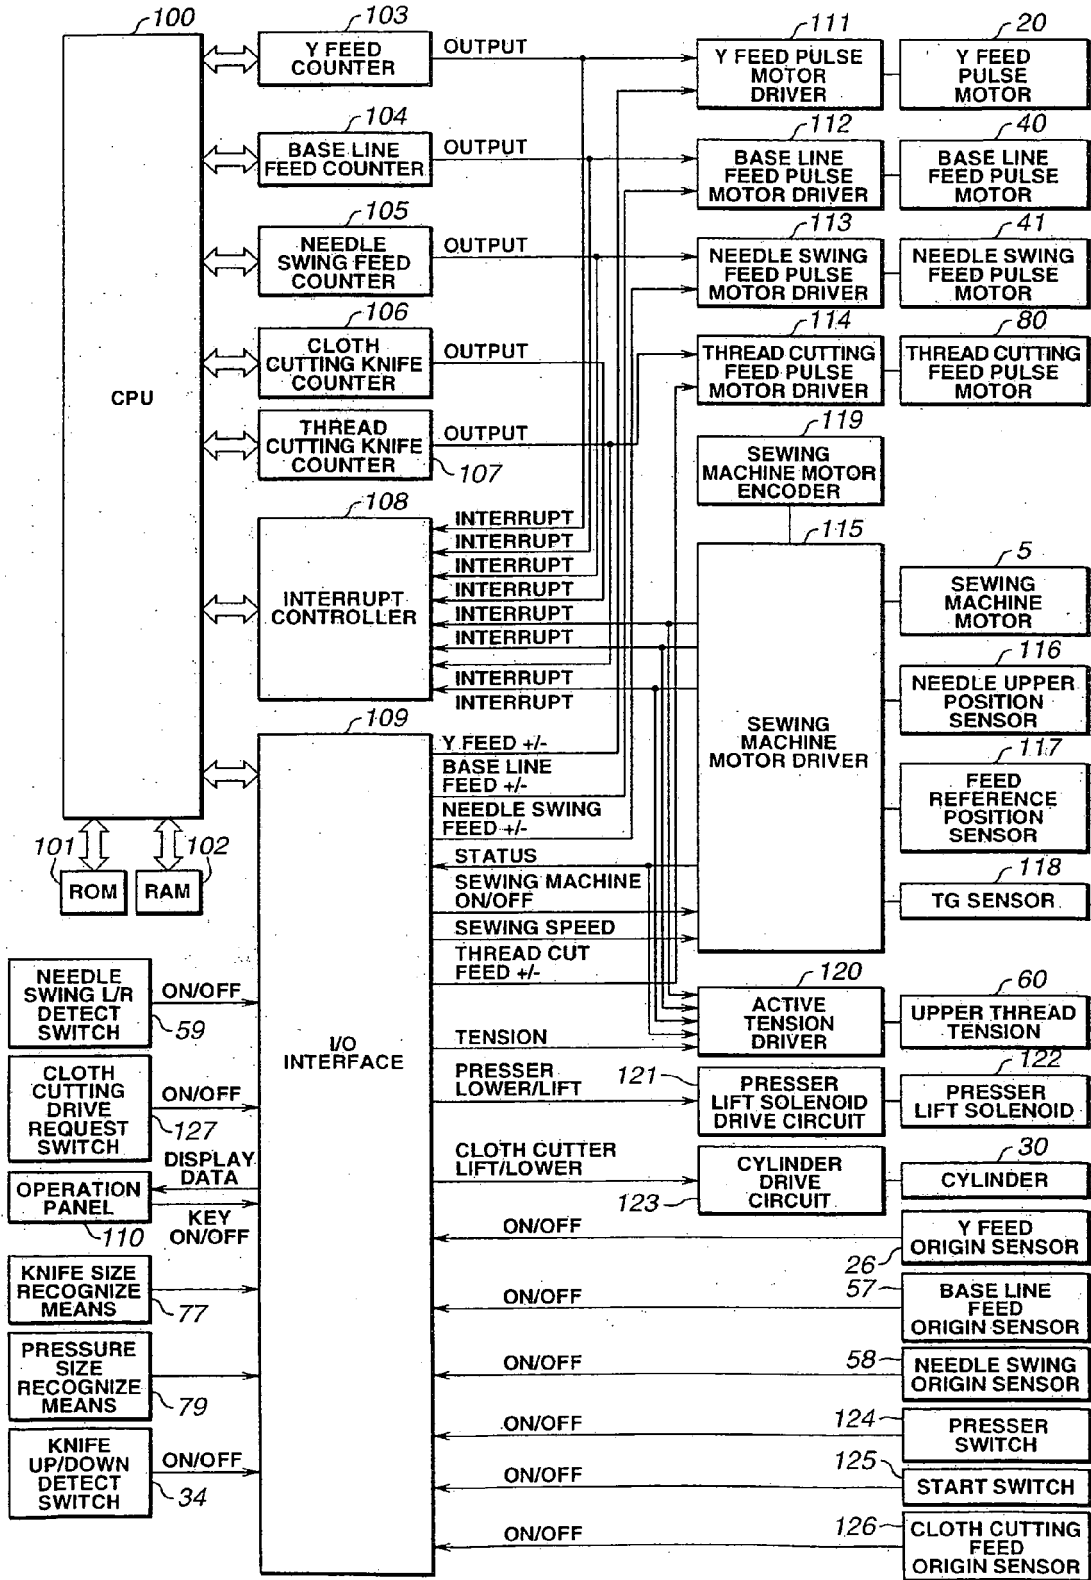 100
CPU
101
ROM
102
RAM
103
Y FEED
COUNTER
OUTPUT
104
BASE LINE
FEED COUNTER
OUTPUT
105
NEEDLE
SWING FEED
COUNTER
OUTPUT
106
CLOTH
CUTTING KNIFE
COUNTER
OUTPUT
THREAD
CUTTING KNIFE
COUNTER
107
OUTPUT
108
INTERRUPT
CONTROLLER
INTERRUPT
INTERRUPT
INTERRUPT
INTERRUPT
INTERRUPT
INTERRUPT
INTERRUPT
INTERRUPT
109
I/O
INTERFACE
Y FEED +/-
BASE LINE
FEED +/-
NEEDLE SWING
FEED +/-
STATUS
SEWING MACHINE
ON/OFF
SEWING SPEED
THREAD CUT
FEED +/-
TENSION
PRESSER
LOWER/LIFT
CLOTH CUTTER
LIFT/LOWER
ON/OFF
ON/OFF
ON/OFF
ON/OFF
ON/OFF
ON/OFF
111
Y FEED PULSE
MOTOR
DRIVER
20
Y FEED
PULSE
MOTOR
112
BASE LINE
FEED PULSE
MOTOR DRIVER
40
BASE LINE
FEED PULSE
MOTOR
113
NEEDLE SWING
FEED PULSE
MOTOR DRIVER
41
NEEDLE SWING
FEED PULSE
MOTOR
114
THREAD CUTTING
FEED PULSE
MOTOR DRIVER
80
THREAD CUTTING
FEED PULSE
MOTOR
119
SEWING
MACHINE MOTOR
ENCODER
115
SEWING
MACHINE
MOTOR DRIVER
5
SEWING
MACHINE
MOTOR
116
NEEDLE UPPER
POSITION
SENSOR
117
FEED
REFERENCE
POSITION
SENSOR
118
TG SENSOR
120
ACTIVE
TENSION
DRIVER
60
UPPER THREAD
TENSION
121
PRESSER
LIFT SOLENOID
DRIVE CIRCUIT
122
PRESSER
LIFT SOLENOID
CYLINDER
DRIVE
CIRCUIT
123
30
CYLINDER
Y FEED
ORIGIN SENSOR
26
57
BASE LINE
FEED
ORIGIN SENSOR
58
NEEDLE SWING
ORIGIN SENSOR
124
PRESSER
SWITCH
125
START SWITCH
126
CLOTH CUTTING
FEED
ORIGIN SENSOR
NEEDLE
SWING L/R
DETECT
SWITCH
59
ON/OFF
CLOTH
CUTTING
DRIVE
REQUEST
SWITCH
127
ON/OFF
DISPLAY
DATA
OPERATION
PANEL
110
KEY
ON/OFF
KNIFE SIZE
RECOGNIZE
MEANS
77
PRESSURE
SIZE
RECOGNIZE
MEANS
79
KNIFE
UP/DOWN
DETECT
SWITCH
34
ON/OFF